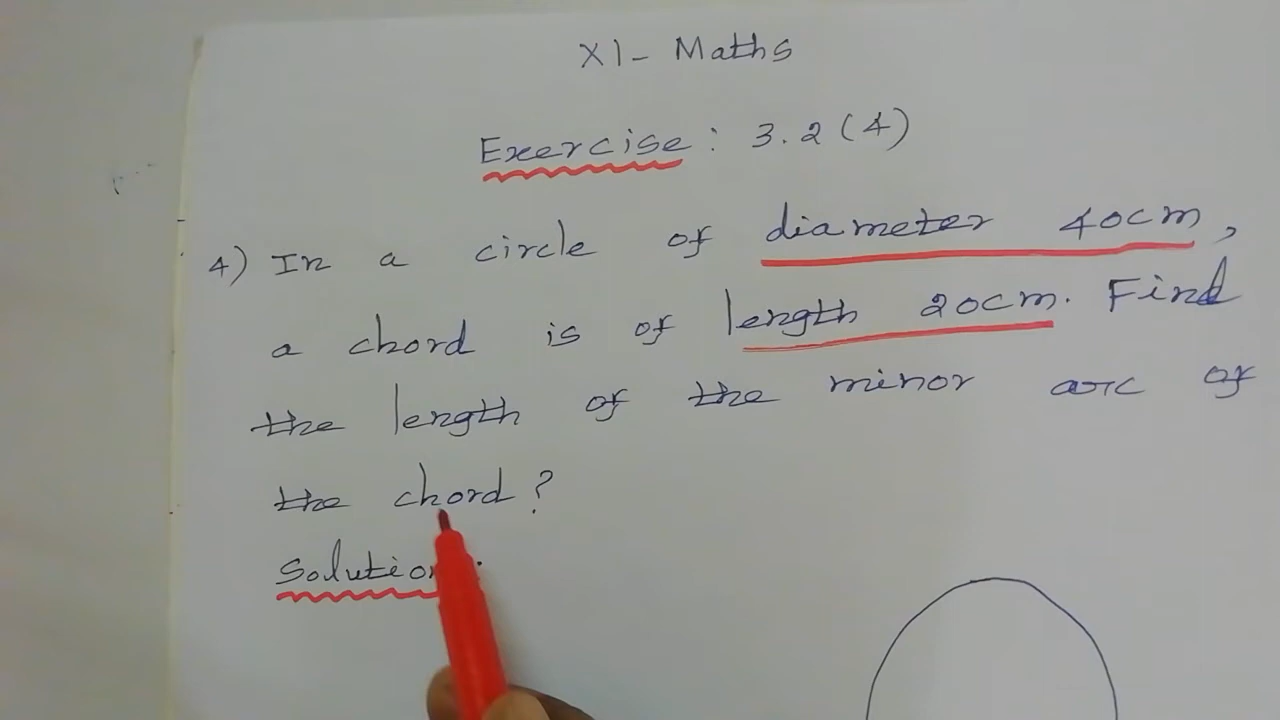 XI - Maths
Exercise : 3.2 (4)
4) In a circle of diameter 40cm,
a chord is of length 20cm. Find
the length of the minor arc of
the chord ?
Solution :